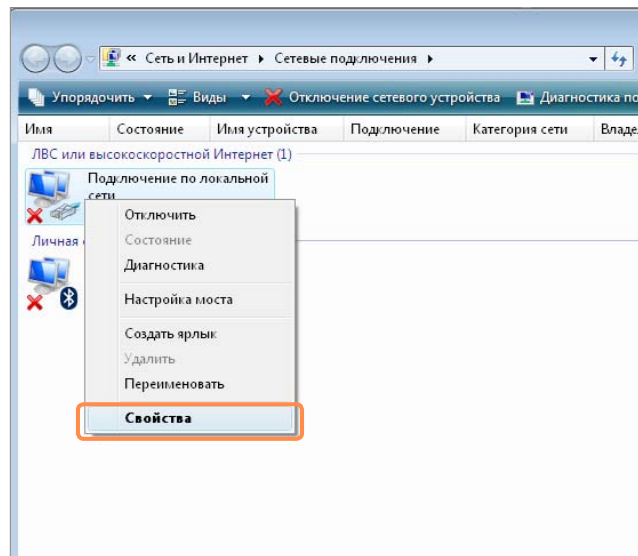 « Сеть и Интернет Сетевые подключения
Упорядочить Виды Отключение сетевого устройства Диагностика по
Имя Состояние Имя устройства Подключение Категория сети Владе
ЛВС или высокоскоростной Интернет (1)
Подключение по локальной
сети
Отключить
Личная
Состояние
Диагностика
Настройка моста
Создать ярлык
Удалить
Переименовать
Свойства